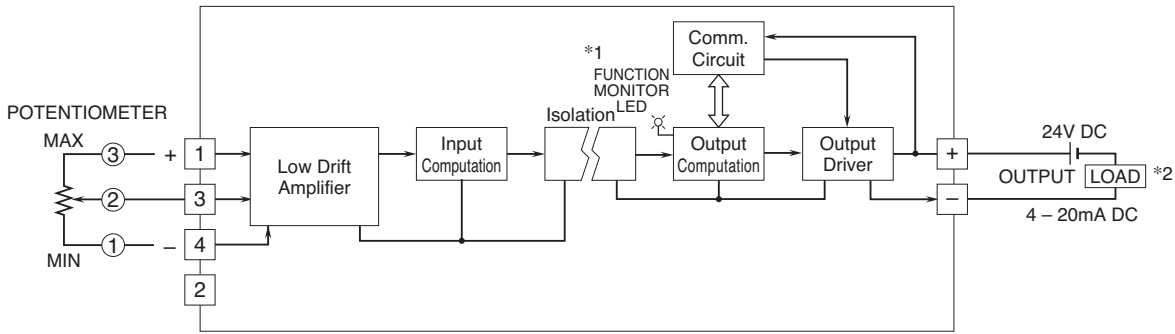 POTENTIOMETER
MAX
3
+
1
2
3
MIN
1
–
4
2
Low Drift
Amplifier
Input
Computation
Isolation
*1
FUNCTION
MONITOR
LED
Comm.
Circuit
Output
Computation
Output
Driver
+
–
24V DC
OUTPUT
LOAD
*2
4 – 20mA DC